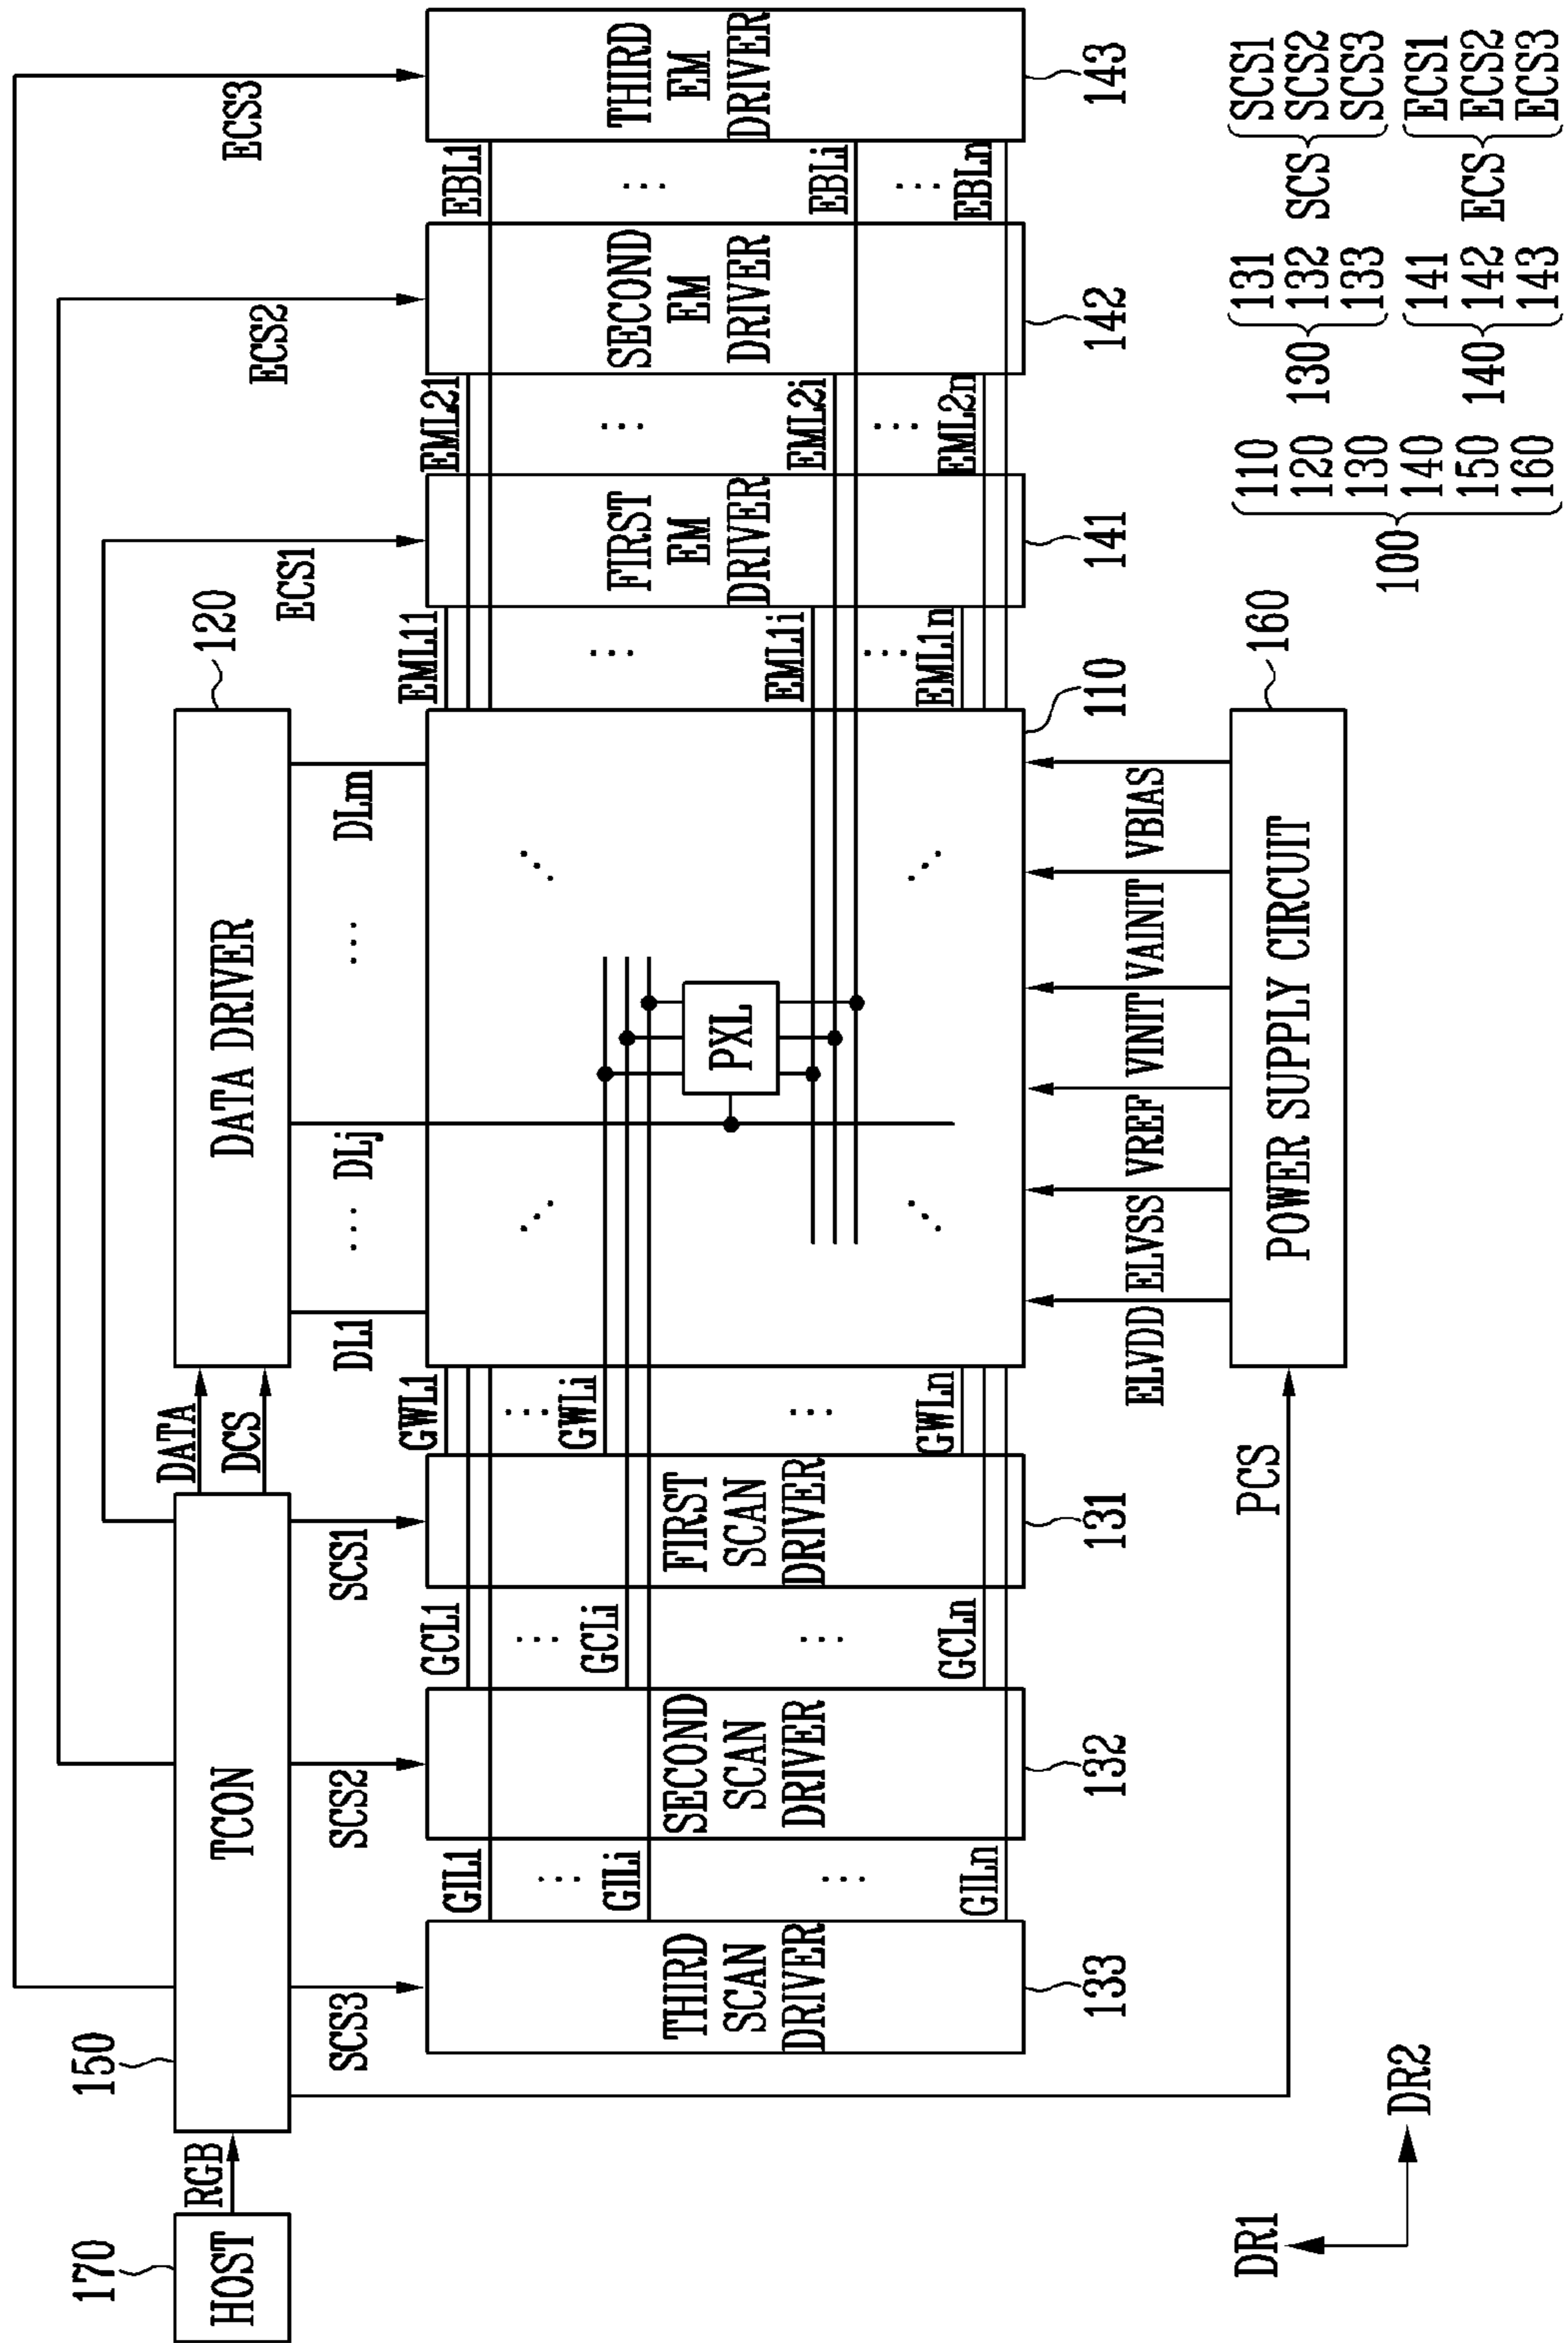 170
HOST
RGB
150
TCON
DATA
DCS
120
DATA DRIVER
ECS1
ECS2
ECS3
SCS3
SCS2
SCS1
DL1
...
DLj
...
DLm
THIRD
SCAN
DRIVER
133
GIL1
...
GILi
...
GILn
SECOND
SCAN
DRIVER
132
GCL1
...
GCLi
...
GCLn
FIRST
SCAN
DRIVER
131
GWL1
...
GWLi
...
GWLn
PXL
110
EML11
...
EML1i
...
EML1n
FIRST
EM
DRIVER
141
EML21
...
EML2i
...
EML2n
SECOND
EM
DRIVER
142
EBL1
...
EBLi
...
EBLn
THIRD
EM
DRIVER
143
ELVDD
ELVSS
VREF
VINIT
VAINIT
VBIAS
PCS
POWER SUPPLY CIRCUIT
160
DR1
DR2
100
110
120
130
140
150
160
130
131
132
133
SCS
SCS1
SCS2
SCS3
140
141
142
143
ECS
ECS1
ECS2
ECS3